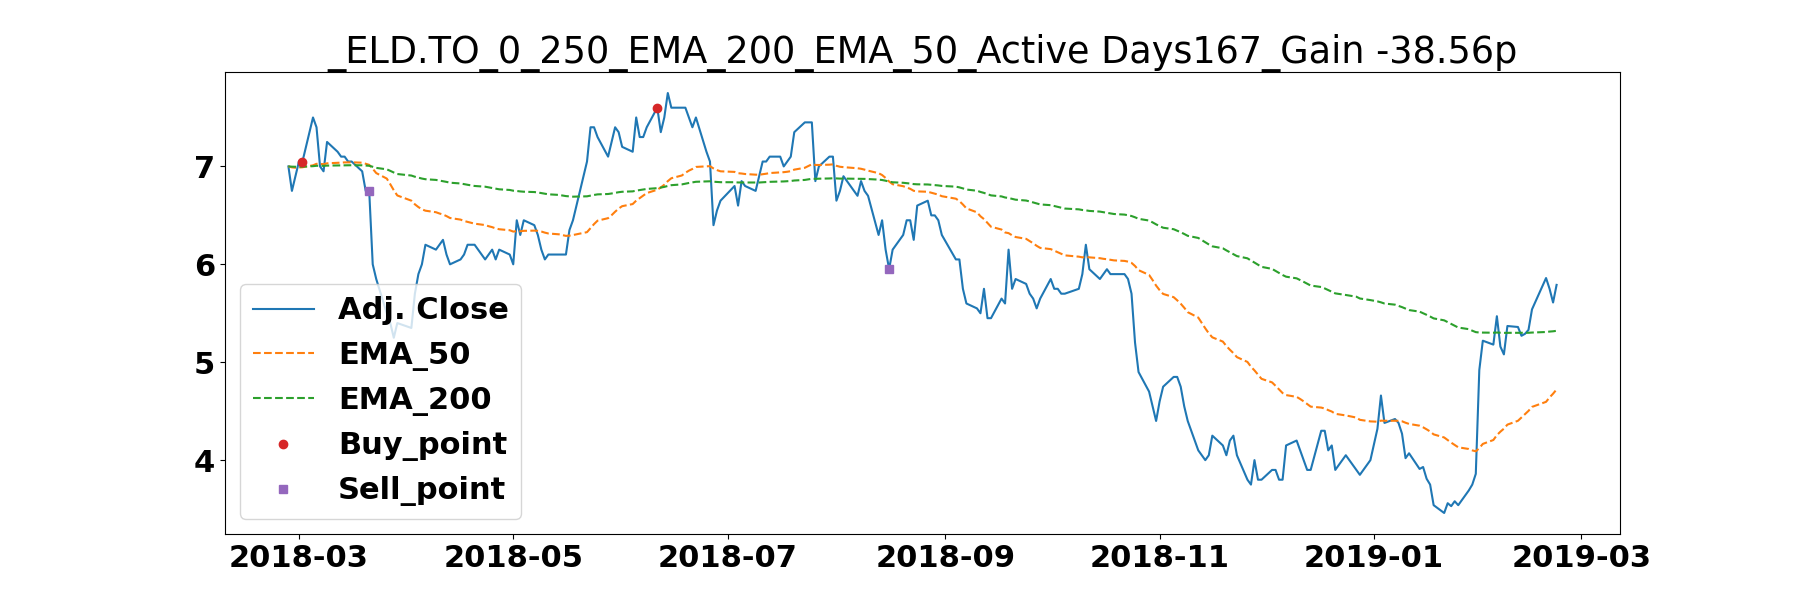 _ELD.TO_0_250_EMA_200_EMA_50_Active Days167_Gain -38.56p
7
6
5
4
Adj. Close
EMA_50
EMA_200
Buy_point
Sell_point
2018-03 2018-05 2018-07 2018-09 2018-11 2019-01 2019-03